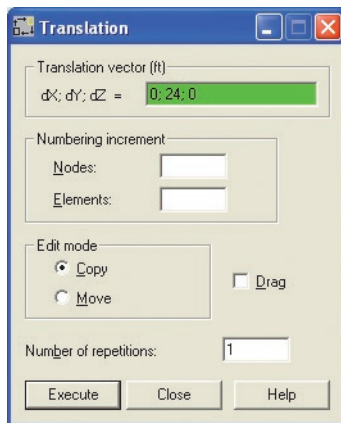 Translation
Translation vector (ft)
dX; dY; dZ = 0; 24; 0
Numbering increment
Nodes:
Elements:
Edit mode
Copy
Move
Drag
Number of repetitions: 1
Execute Close Help